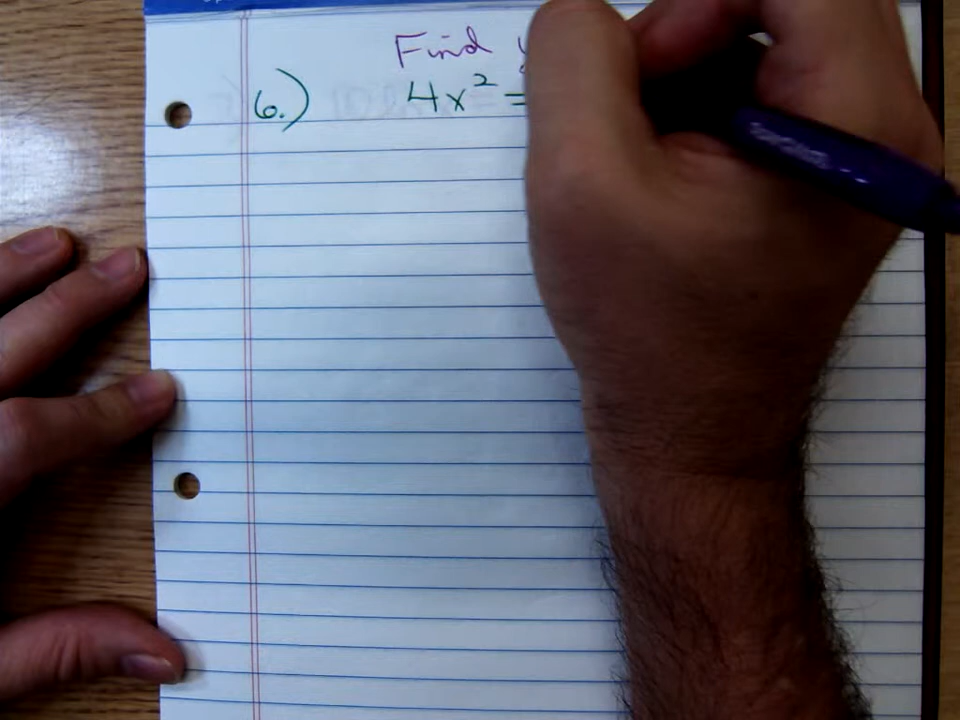 Find
6.) 4x² =